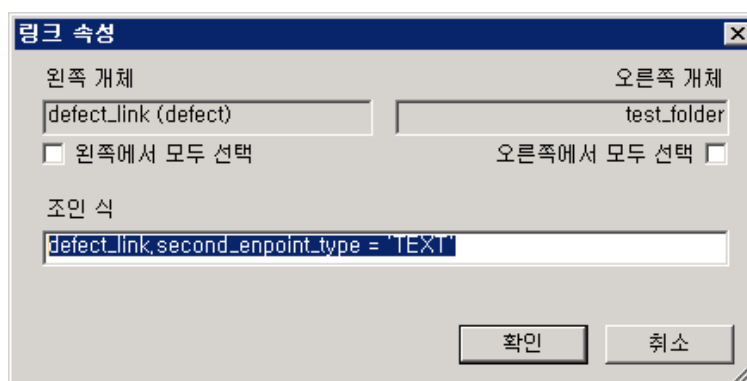 링크 속성
왼쪽 개체
오른쪽 개체
defect_link (defect)
test_folder
왼쪽에서 모두 선택
오른쪽에서 모두 선택
조인 식
defect_link.second_enpoint_type = 'TEXT'
확인
취소